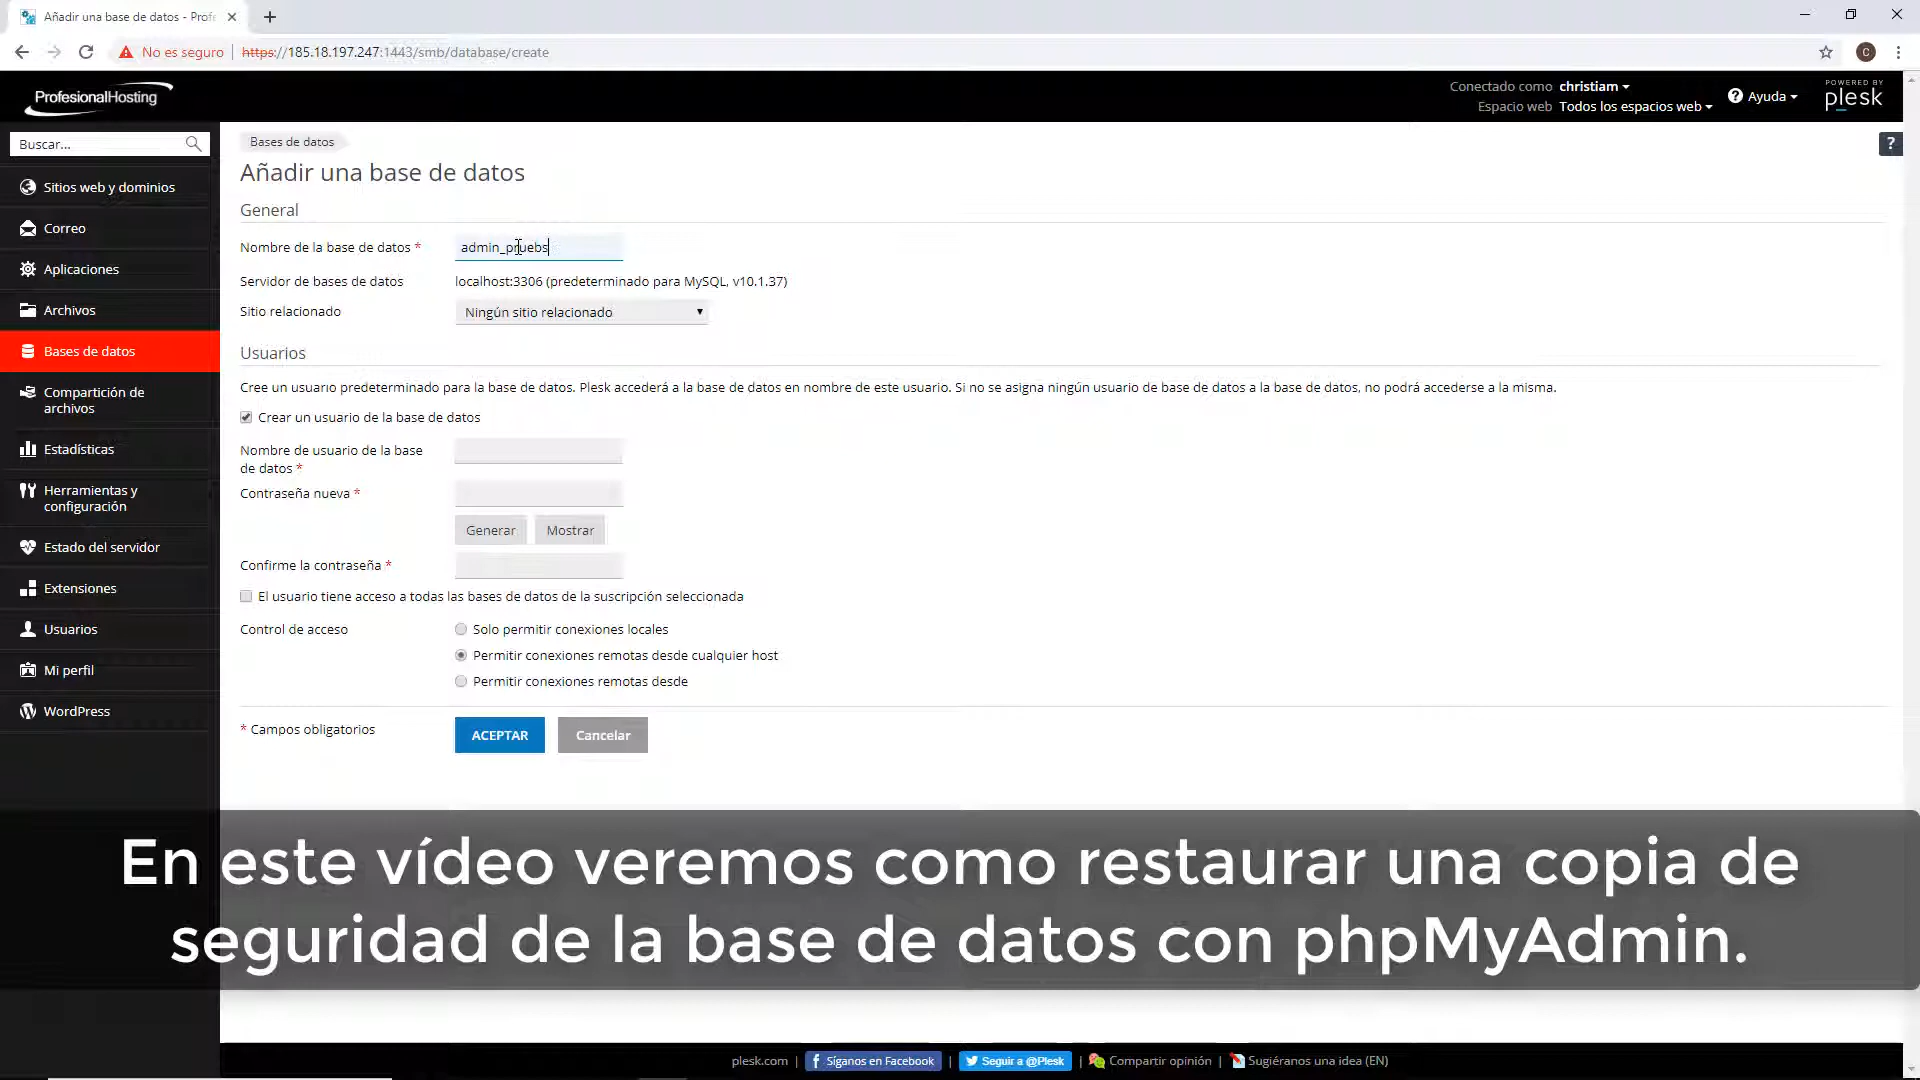 Añadir una base de datos - Profe
No es seguro | https://185.18.197.247:1443/smb/database/create
C
ProfesionalHosting
Conectado como christiam
Espacio web Todos los espacios web
? Ayuda
POWERED BY
plesk
Buscar...
Sitios web y dominios
Correo
Aplicaciones
Archivos
Bases de datos
Compartición de
archivos
Estadísticas
Herramientas y
configuración
Estado del servidor
Extensiones
Usuarios
Mi perfil
WordPress
Bases de datos
?
Añadir una base de datos
General
Nombre de la base de datos * admin_pruebs
Servidor de bases de datos localhost:3306 (predeterminado para MySQL, v10.1.37)
Sitio relacionado Ningún sitio relacionado
Usuarios
Cree un usuario predeterminado para la base de datos. Plesk accederá a la base de datos en nombre de este usuario. Si no se asigna ningún usuario de base de datos a la base de datos, no podrá accederse a la misma.
Crear un usuario de la base de datos
Nombre de usuario de la base
de datos *
Contraseña nueva *
Generar Mostrar
Confirme la contraseña *
El usuario tiene acceso a todas las bases de datos de la suscripción seleccionada
Control de acceso Solo permitir conexiones locales
Permitir conexiones remotas desde cualquier host
Permitir conexiones remotas desde
* Campos obligatorios ACEPTAR Cancelar
En este vídeo veremos como restaurar una copia de
seguridad de la base de datos con phpMyAdmin.
plesk.com | Síganos en Facebook | Seguir a @Plesk | Compartir opinión | Sugiéranos una idea (EN)